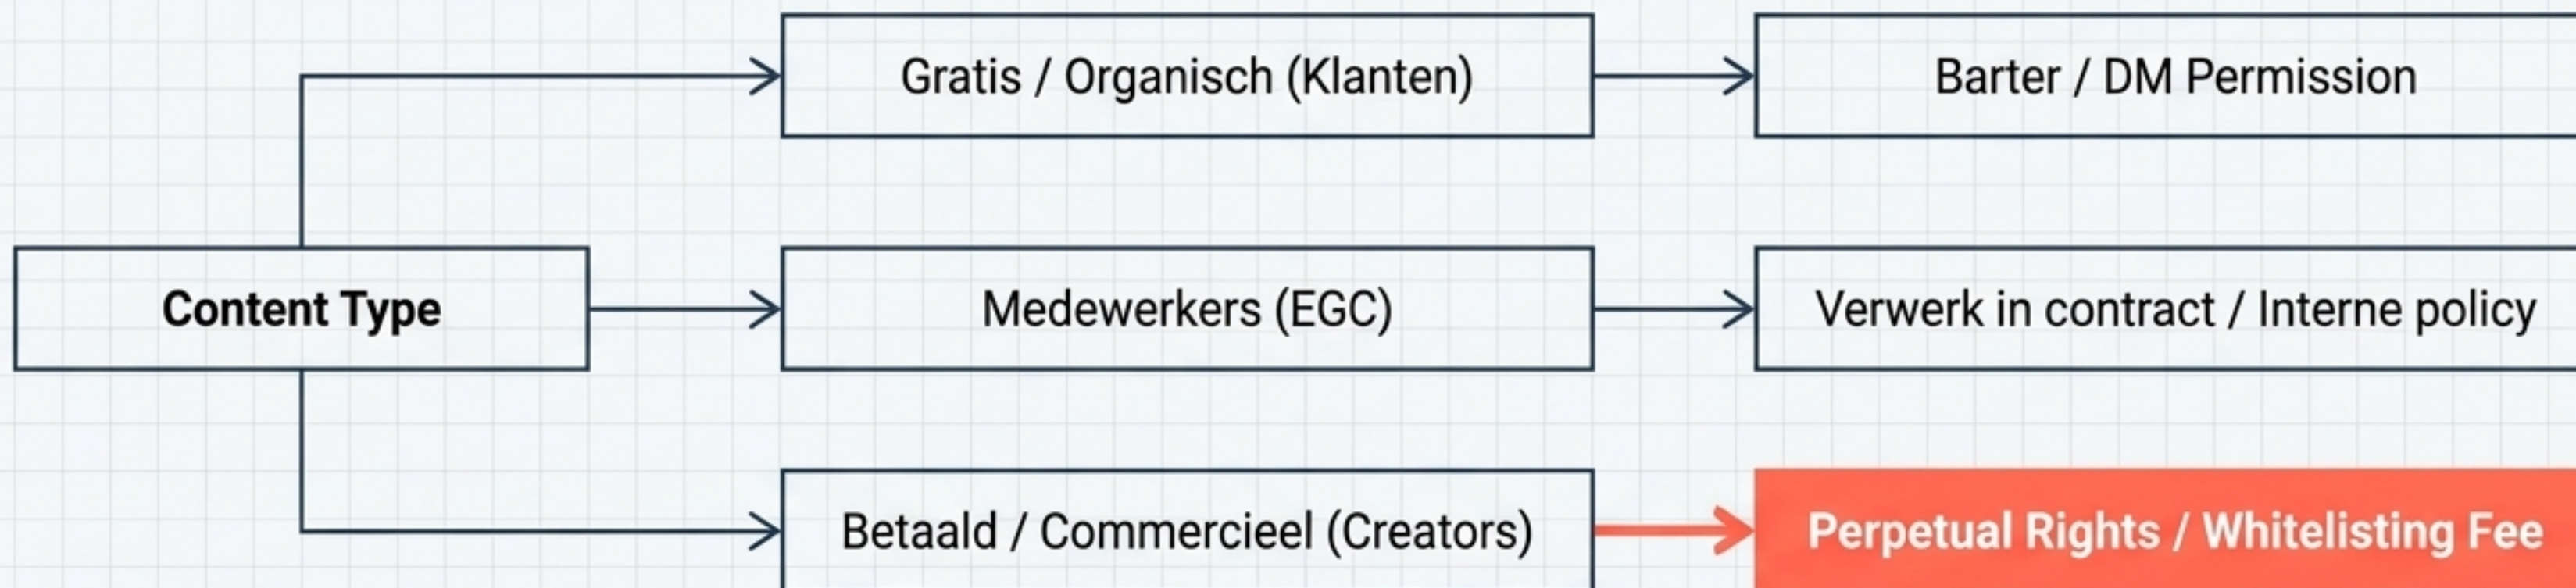 Gratis / Organisch (Klanten)
Barter / DM Permission
Content Type
Medewerkers (EGC)
Verwerk in contract / Interne policy
Betaald / Commercieel (Creators)
Perpetual Rights / Whitelisting Fee